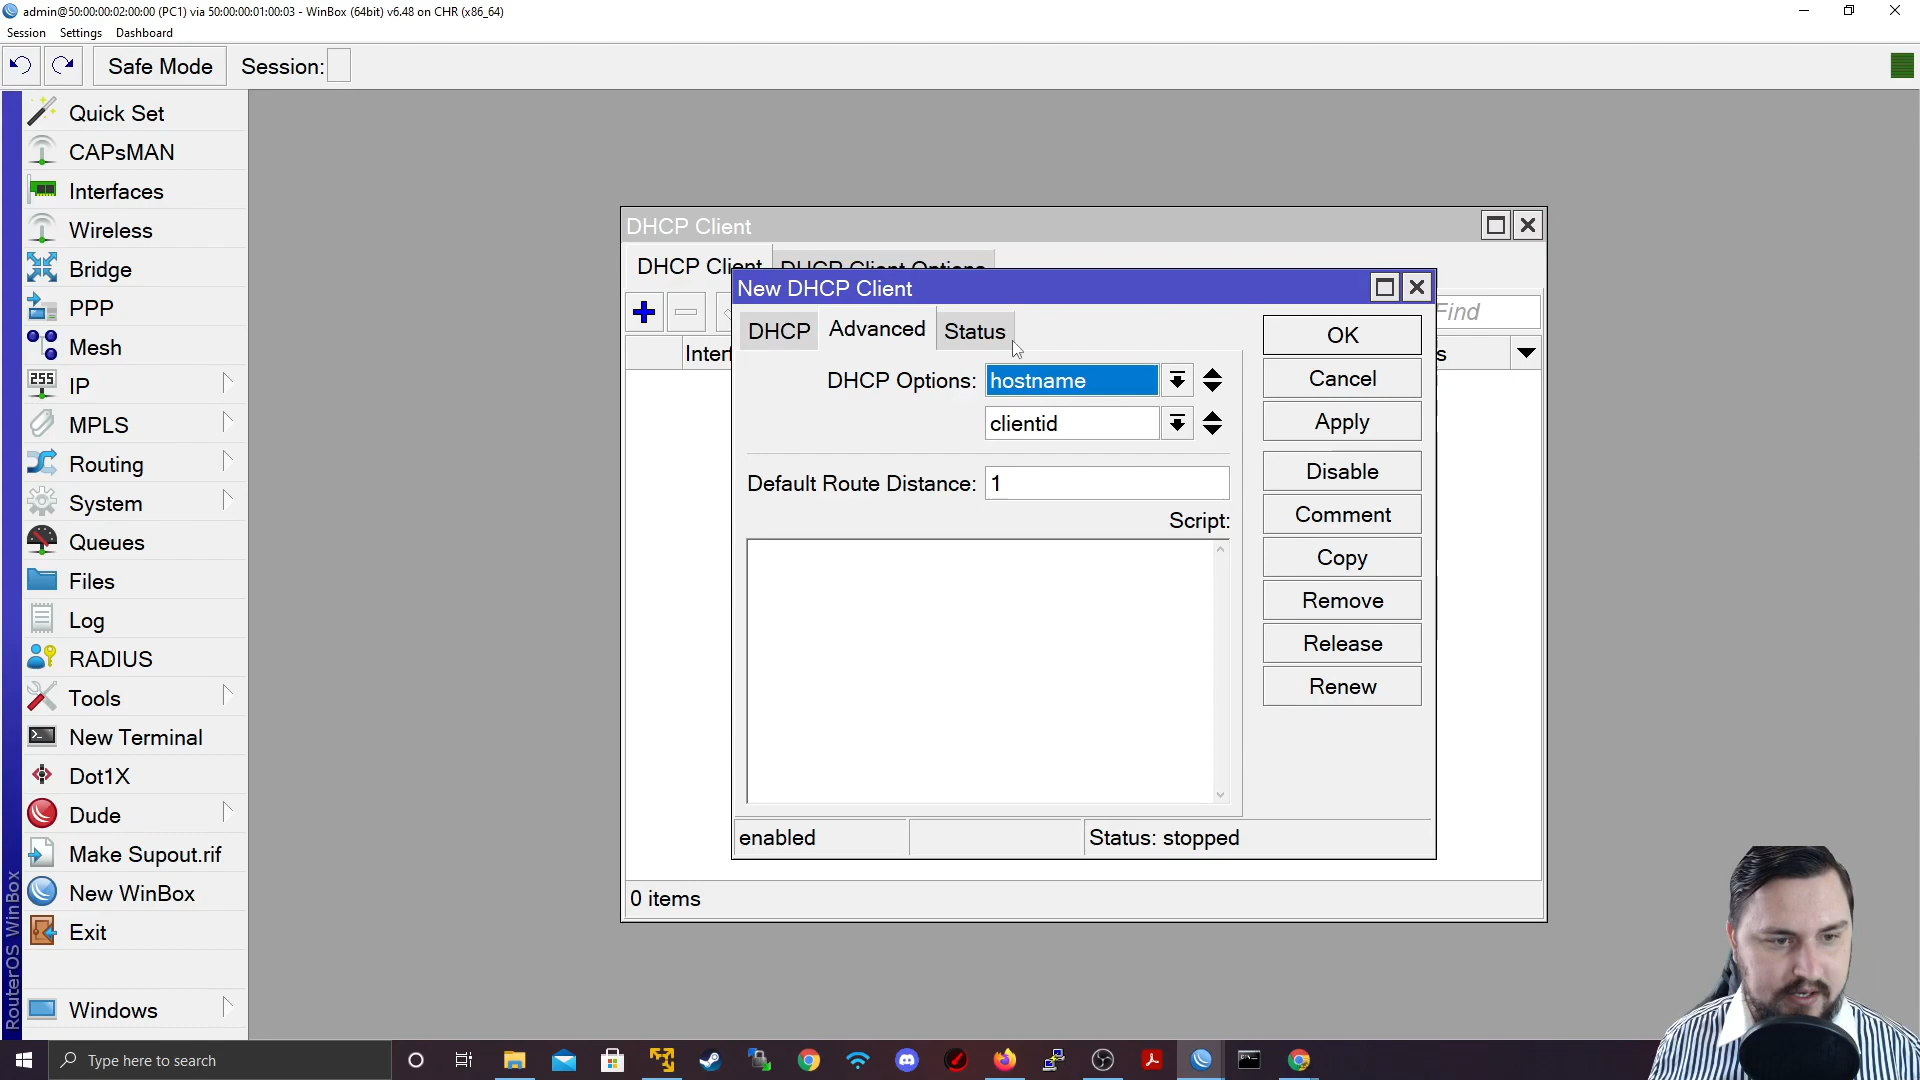 admin@50:00:00:02:00:00 (PC1) via 50:00:00:01:00:03 - WinBox (64bit) v6.48 on CHR (x86_64)
Session Settings Dashboard
Safe Mode Session:
Quick Set
CAPsMAN
Interfaces
Wireless
Bridge
PPP
Mesh
255
IP
MPLS
Routing
System
Queues
Files
Log
RADIUS
Tools
New Terminal
Dot1X
Dude
Make Supout.rif
New WinBox
Exit
Windows
RouterOS WinBox
DHCP Client
DHCP Client DHCP Client Options
Find
Interf
s
New DHCP Client
DHCP Advanced Status
DHCP Options: hostname
clientid
Default Route Distance: 1
Script:
OK
Cancel
Apply
Disable
Comment
Copy
Remove
Release
Renew
enabled Status: stopped
0 items
Type here to search